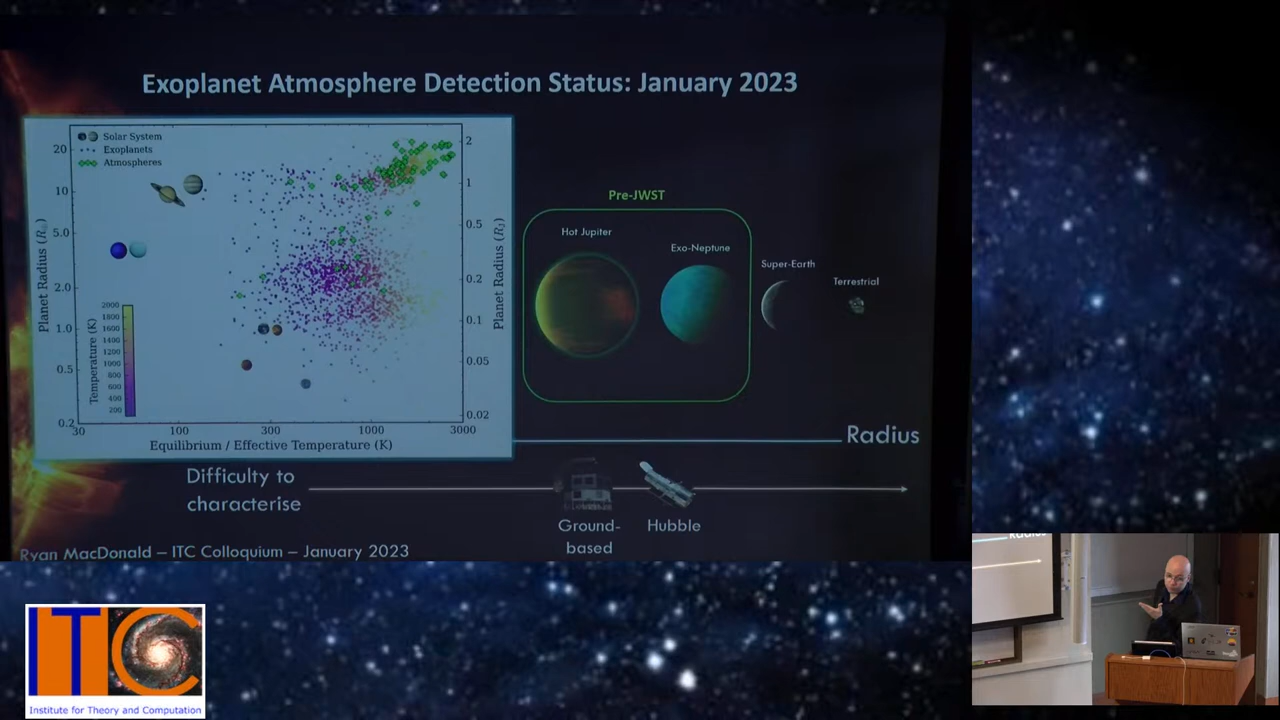 Exoplanet Atmosphere Detection Status: January 2023
Solar System
Exoplanets
Atmospheres
20
10
5.0
2.0
1.0
0.5
0.2
Planet Radius (R⊕)
2
1
0.5
0.2
0.1
0.05
0.02
Planet Radius (RJ)
Temperature (K)
2000
1800
1600
1400
1200
1000
800
600
400
200
30
100
300
1000
3000
Equilibrium / Effective Temperature (K)
Pre-JWST
Hot Jupiter
Exo-Neptune
Super-Earth
Terrestrial
Radius
Difficulty to
characterise
Ground-
based
Hubble
Ryan MacDonald – ITC Colloquium – January 2023
ITC
Institute for Theory and Computation
Radius